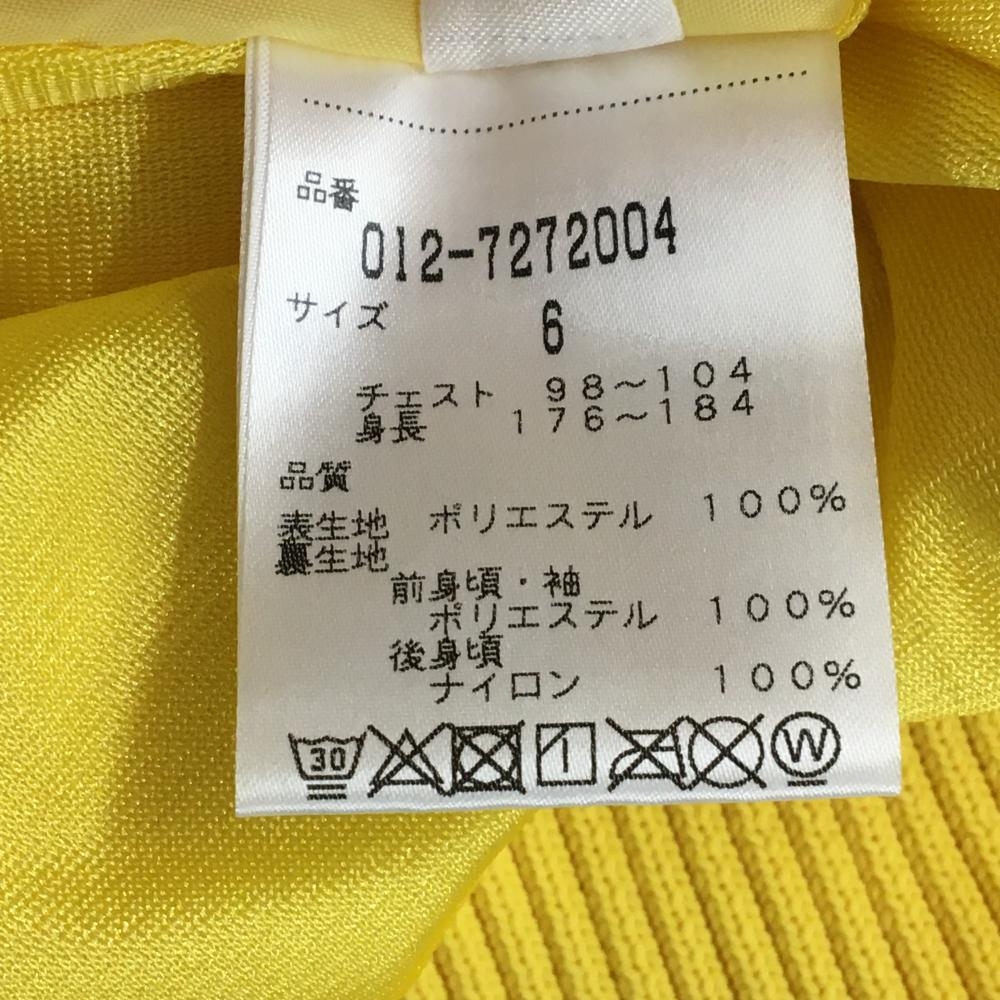 品番
012-7272004
サイズ 6
チェスト 98～104
身長 176～184
品質
表生地 ポリエステル 100%
裏生地
前身頃・袖
ポリエステル 100%
後身頃
ナイロン 100%
30 W